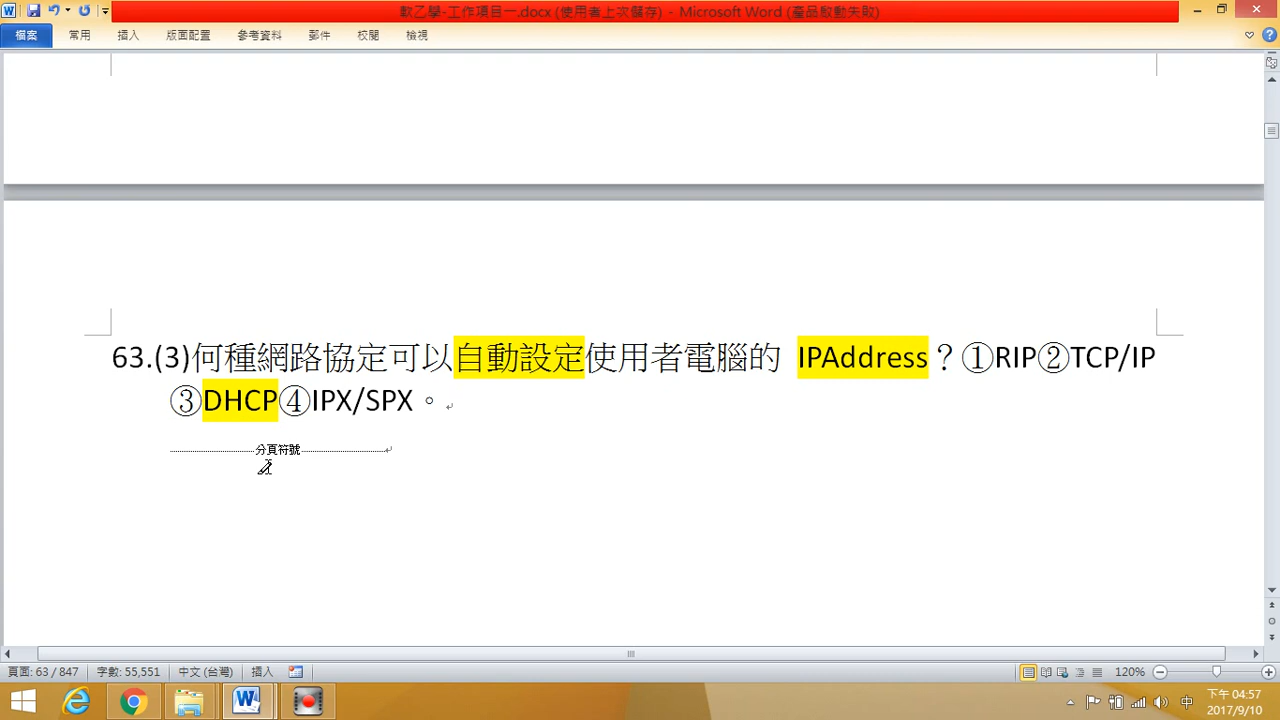 軟乙學-工作項目一.docx (使用者上次儲存) - Microsoft Word (產品啟動失敗)
檔案 常用 插入 版面配置 參考資料 郵件 校閱 檢視
63.(3)何種網路協定可以自動設定使用者電腦的 IPAddress？①RIP②TCP/IP
③DHCP④IPX/SPX。
分頁符號
頁面: 63 / 847 字數: 55,551 中文 (台灣) 插入 120%
中 下午 04:57
2017/9/10